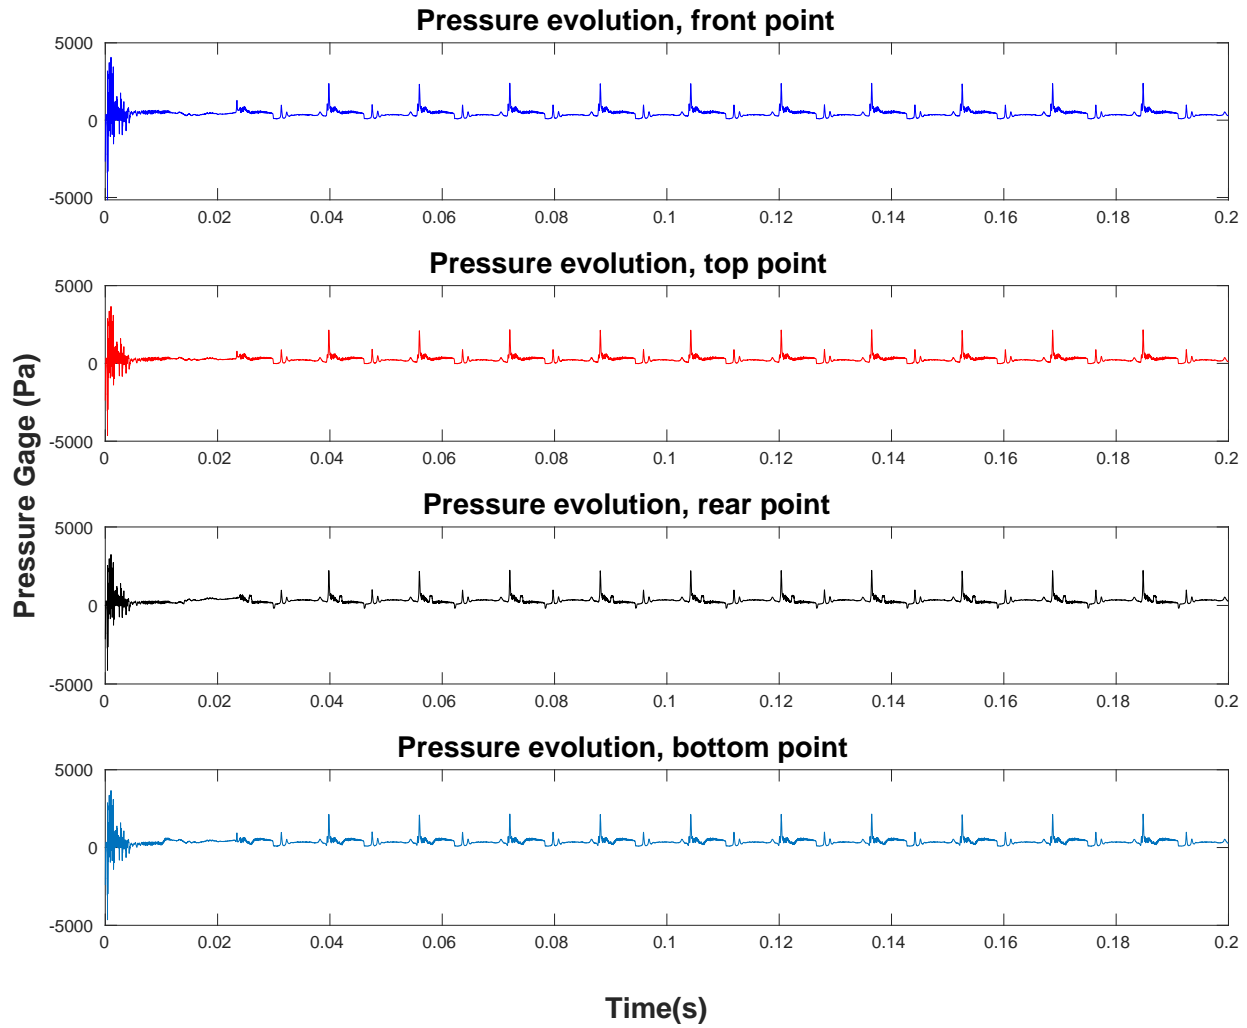 Pressure evolution, front point
5000
0
-5000
0 0.02 0.04 0.06 0.08 0.1 0.12 0.14 0.16 0.18 0.2
Pressure evolution, top point
5000
0
-5000
0 0.02 0.04 0.06 0.08 0.1 0.12 0.14 0.16 0.18 0.2
Pressure Gage (Pa)
Pressure evolution, rear point
5000
0
-5000
0 0.02 0.04 0.06 0.08 0.1 0.12 0.14 0.16 0.18 0.2
Pressure evolution, bottom point
5000
0
-5000
0 0.02 0.04 0.06 0.08 0.1 0.12 0.14 0.16 0.18 0.2
Time(s)